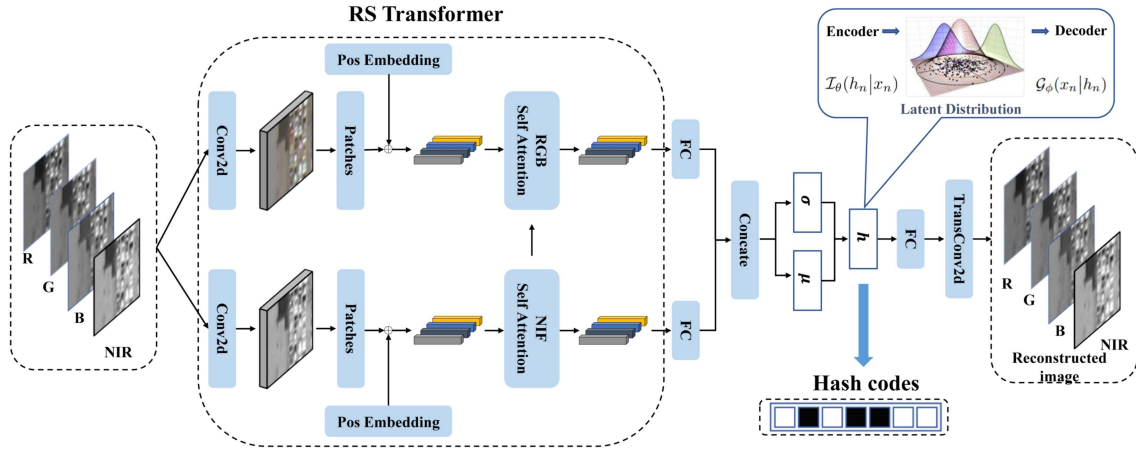 RS Transformer
Pos Embedding
Conv2d
Patches
RGB
Self Attention
FC
R
G
B
NIR
Conv2d
Patches
NIF
Self Attention
FC
Pos Embedding
Concate
σ
μ
h
FC
TransConv2d
Encoder
Decoder
𝓘θ(hₙ|xₙ)
𝓖ϕ(xₙ|hₙ)
Latent Distribution
Hash codes
R
G
B
NIR
Reconstructed
image